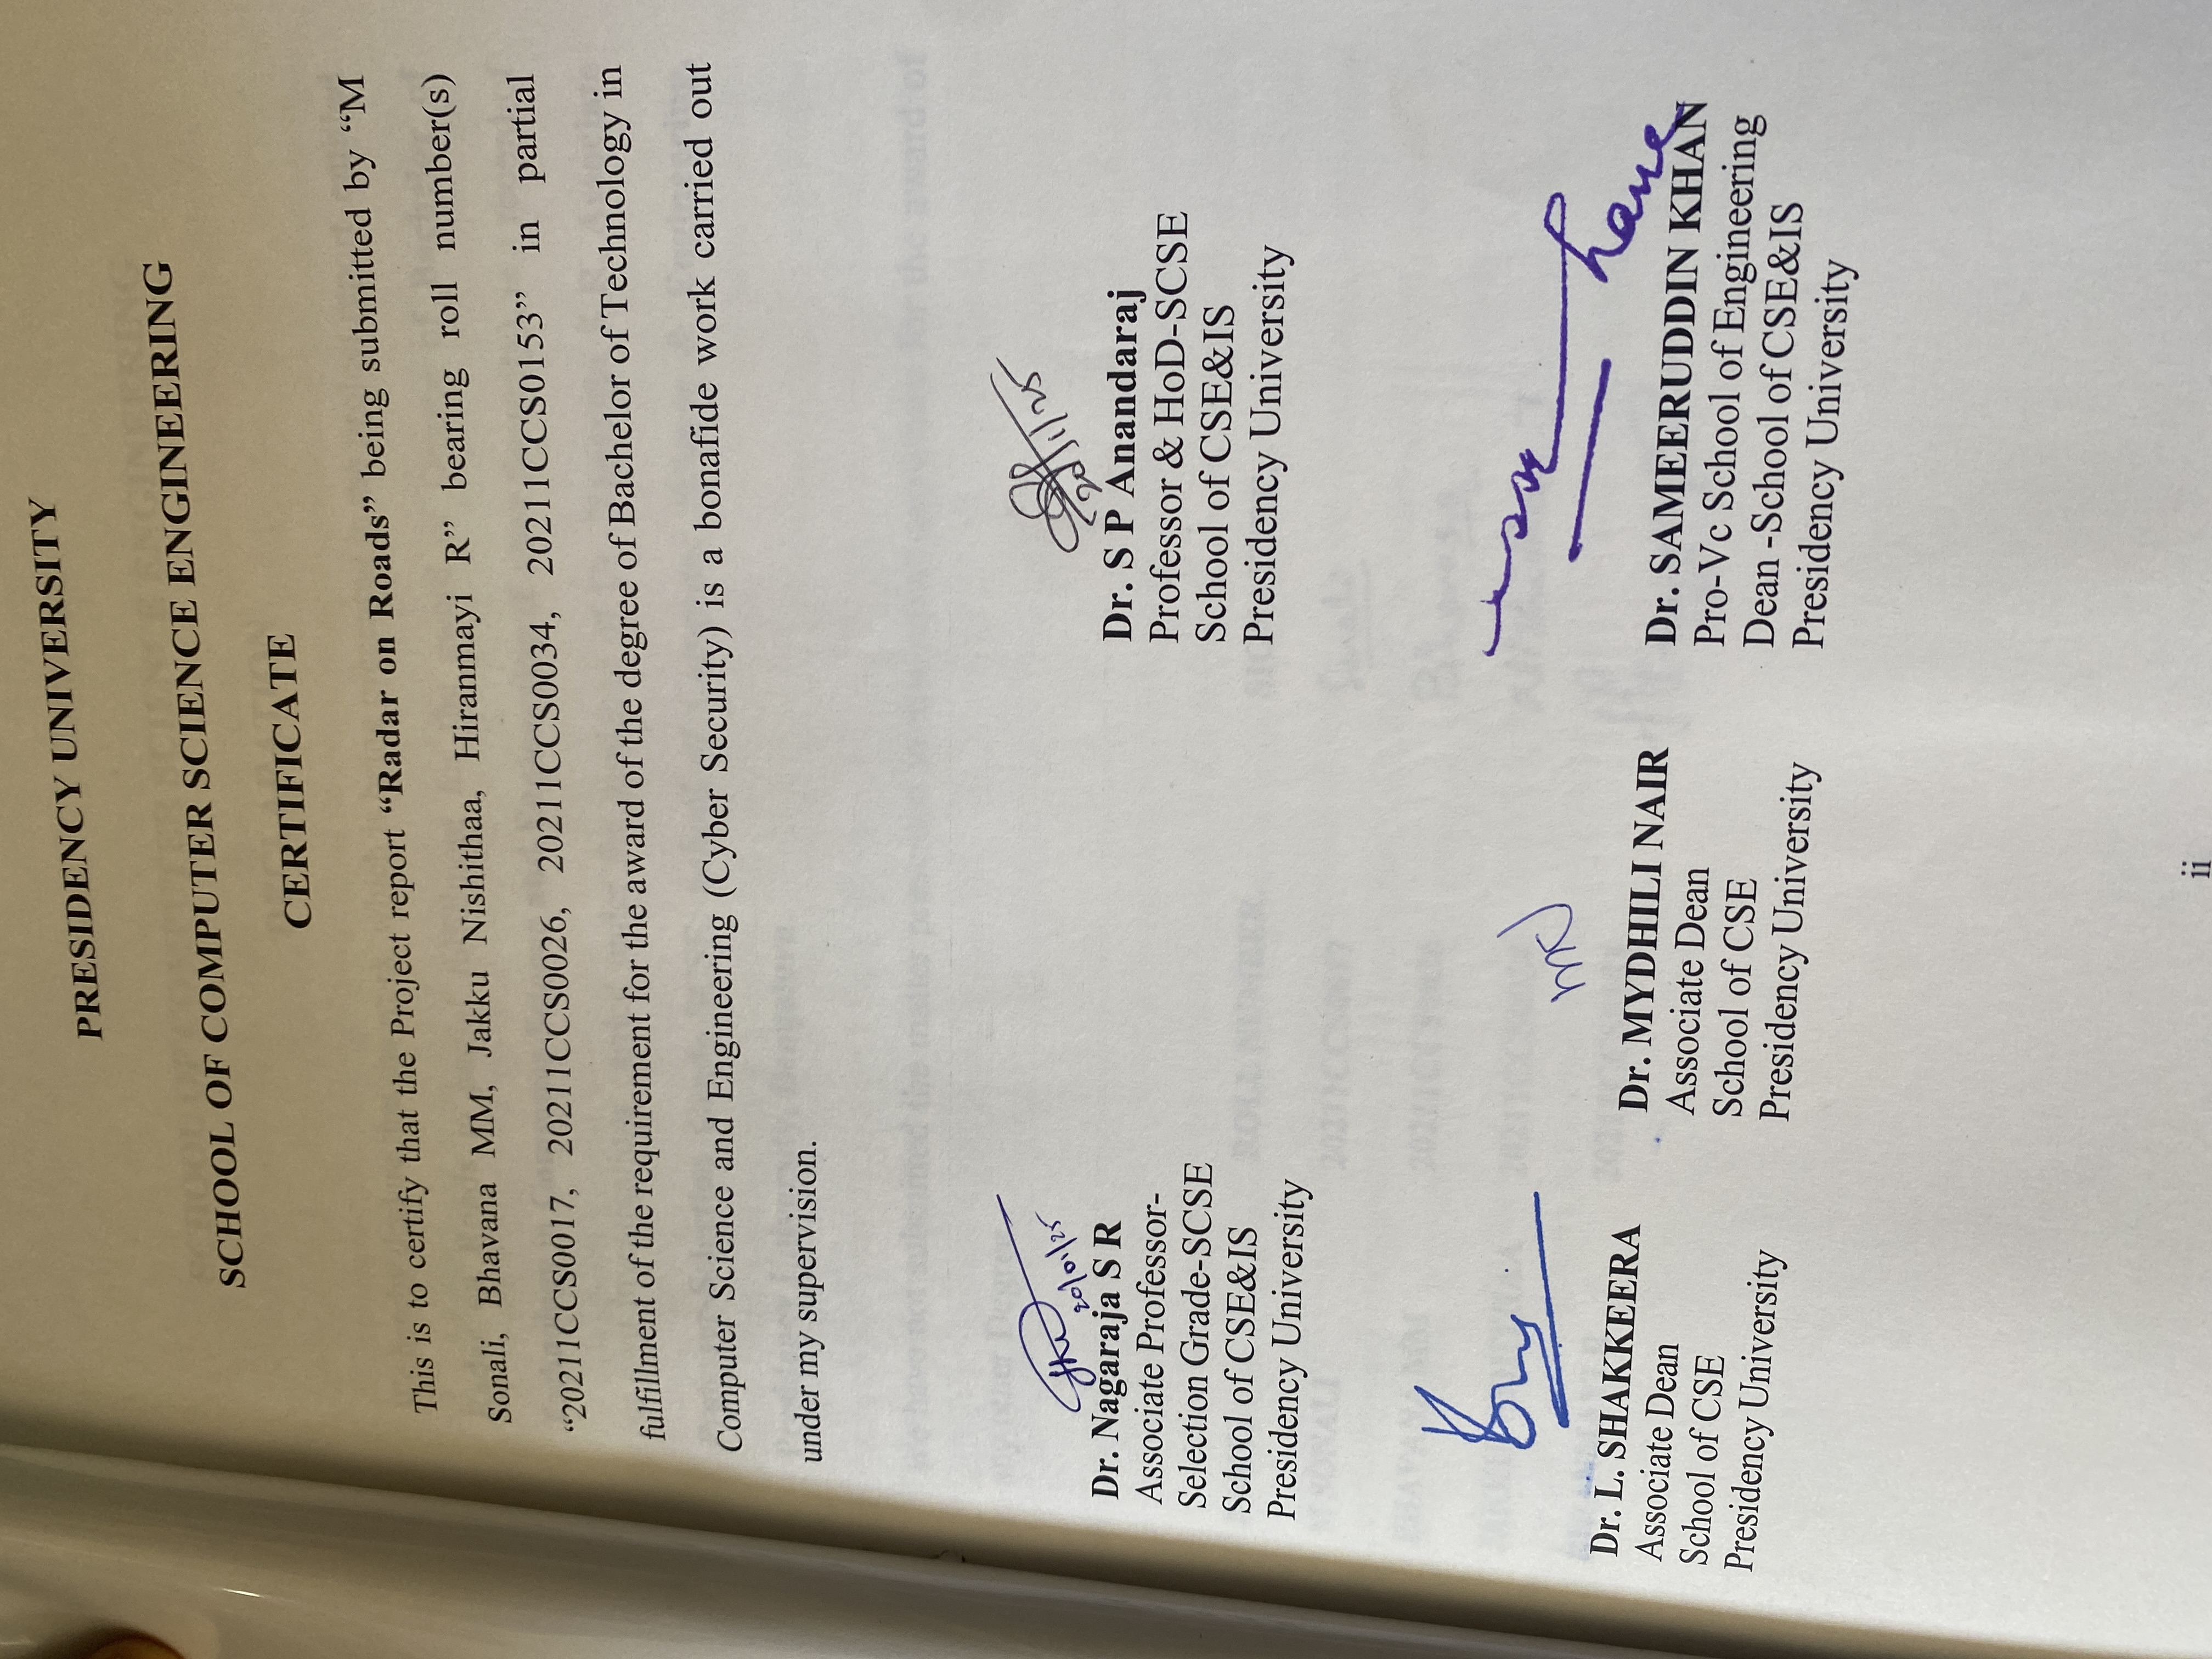 PRESIDENCY UNIVERSITY
SCHOOL OF COMPUTER SCIENCE ENGINEERING
CERTIFICATE
This is to certify that the Project report “Radar on Roads” being submitted by “M
Sonali, Bhavana MM, Jakku Nishithaa, Hiranmayi R” bearing roll number(s)
“20211CCS0017, 20211CCS0026, 20211CCS0034, 20211CCS0153” in partial
fulfillment of the requirement for the award of the degree of Bachelor of Technology in
Computer Science and Engineering (Cyber Security) is a bonafide work carried out
under my supervision.
20/01/25
Dr. Nagaraja S R
Associate Professor-
Selection Grade-SCSE
School of CSE&IS
Presidency University
20/1/25
Dr. S P Anandaraj
Professor & HoD-SCSE
School of CSE&IS
Presidency University
Dr. L. SHAKKEERA
Associate Dean
School of CSE
Presidency University
Dr. MYDHILI NAIR
Associate Dean
School of CSE
Presidency University
Dr. SAMEERUDDIN KHAN
Pro-Vc School of Engineering
Dean -School of CSE&IS
Presidency University
ii